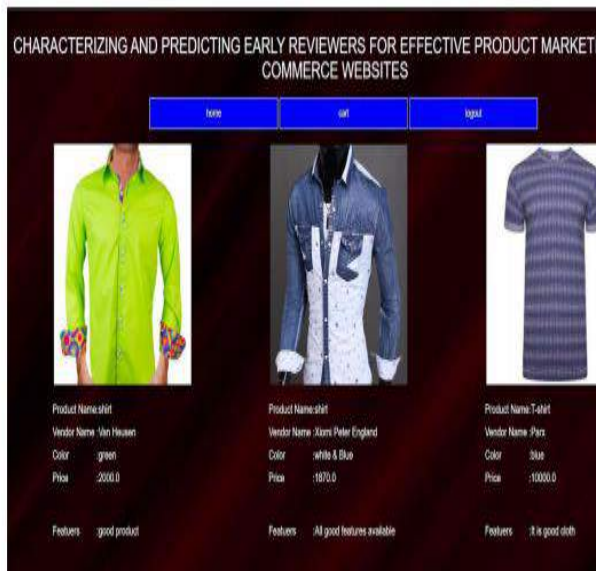 CHARACTERIZING AND PREDICTING EARLY REVIEWERS FOR EFFECTIVE PRODUCT MARKETI
COMMERCE WEBSITES
home cart logout
Product Name:shirt
Vendor Name :Van Heusen
Color :green
Price :2000.0
Featuers :good product
Product Name:shirt
Vendor Name :Xiomi Peter England
Color :white & Blue
Price :1670.0
Featuers :All good features available
Product Name:T-shirt
Vendor Name :Parx
Color :blue
Price :10000.0
Featuers :It is good cloth